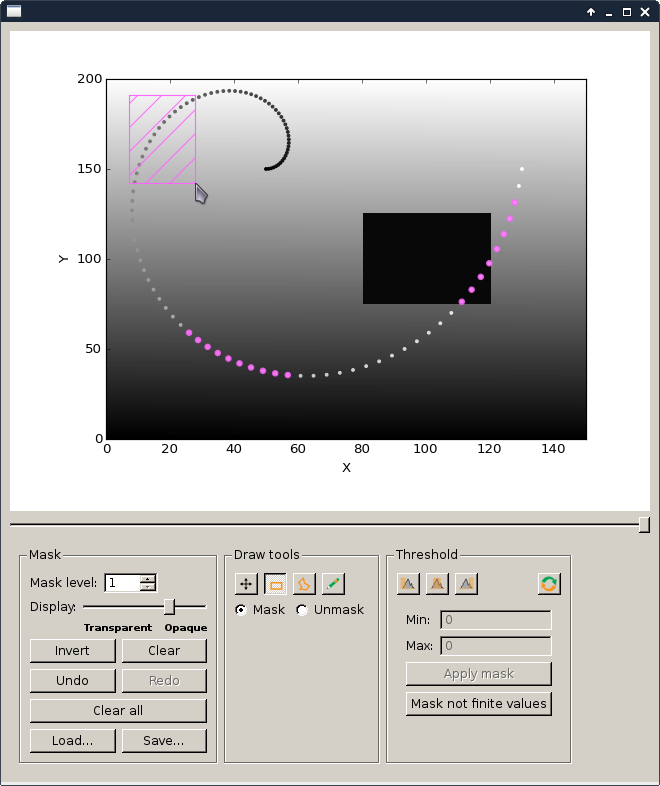 200
150
100
50
0
Y
0 20 40 60 80 100 120 140
X
Mask
Mask level: 1
Display:
Transparent Opaque
Invert Clear
Undo Redo
Clear all
Load... Save...
Draw tools
Mask Unmask
Threshold
Min: 0
Max: 0
Apply mask
Mask not finite values